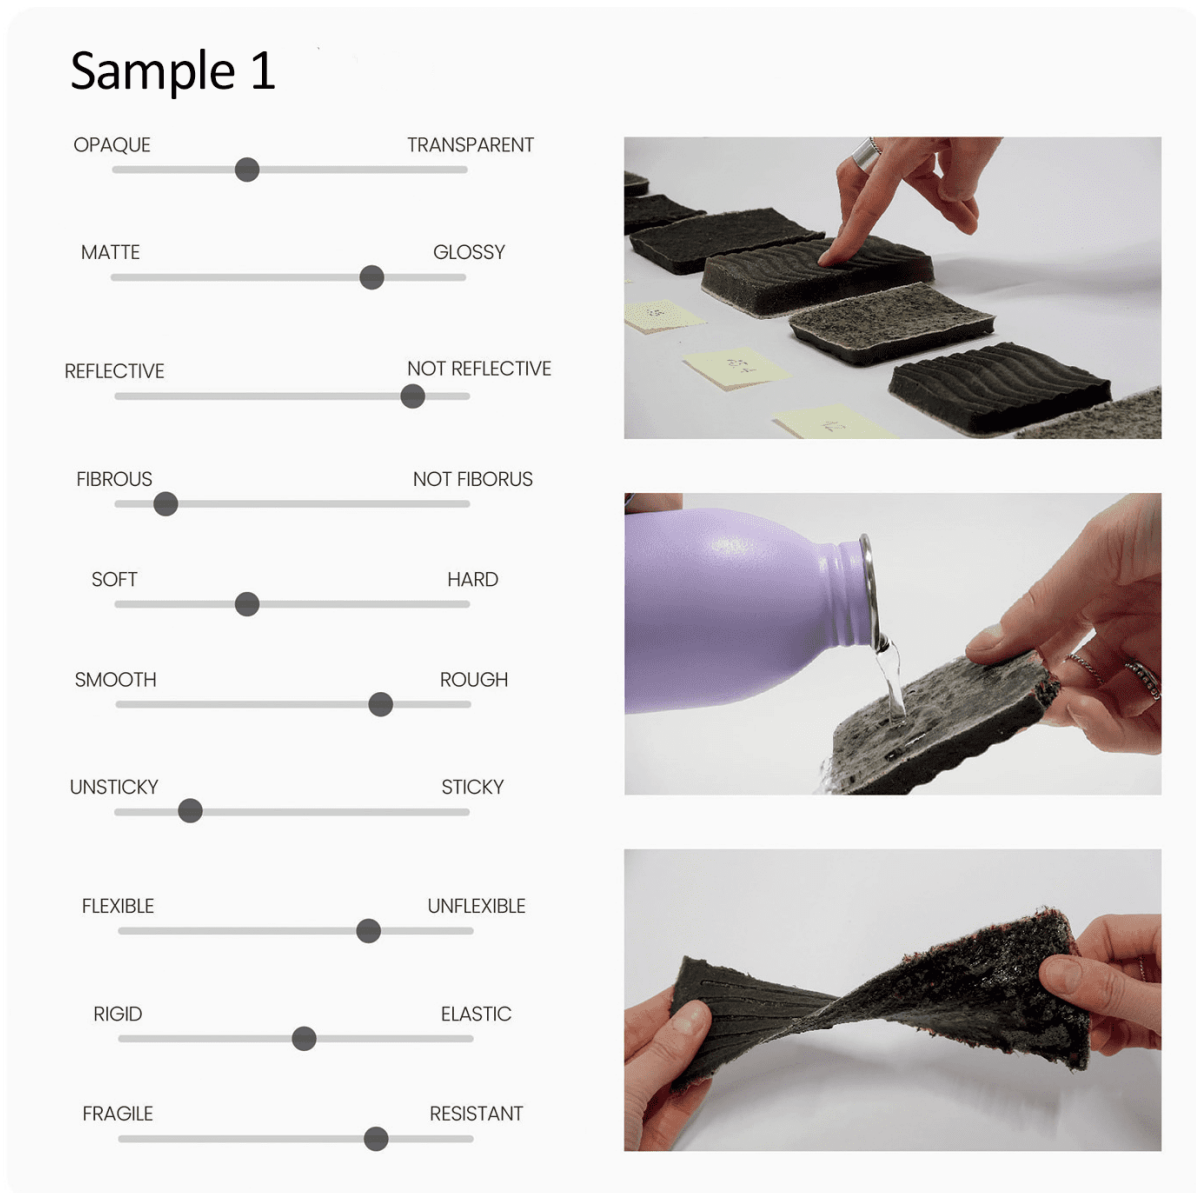 Sample 1
OPAQUE TRANSPARENT
MATTE GLOSSY
REFLECTIVE NOT REFLECTIVE
FIBROUS NOT FIBORUS
SOFT HARD
SMOOTH ROUGH
UNSTICKY STICKY
FLEXIBLE UNFLEXIBLE
RIGID ELASTIC
FRAGILE RESISTANT